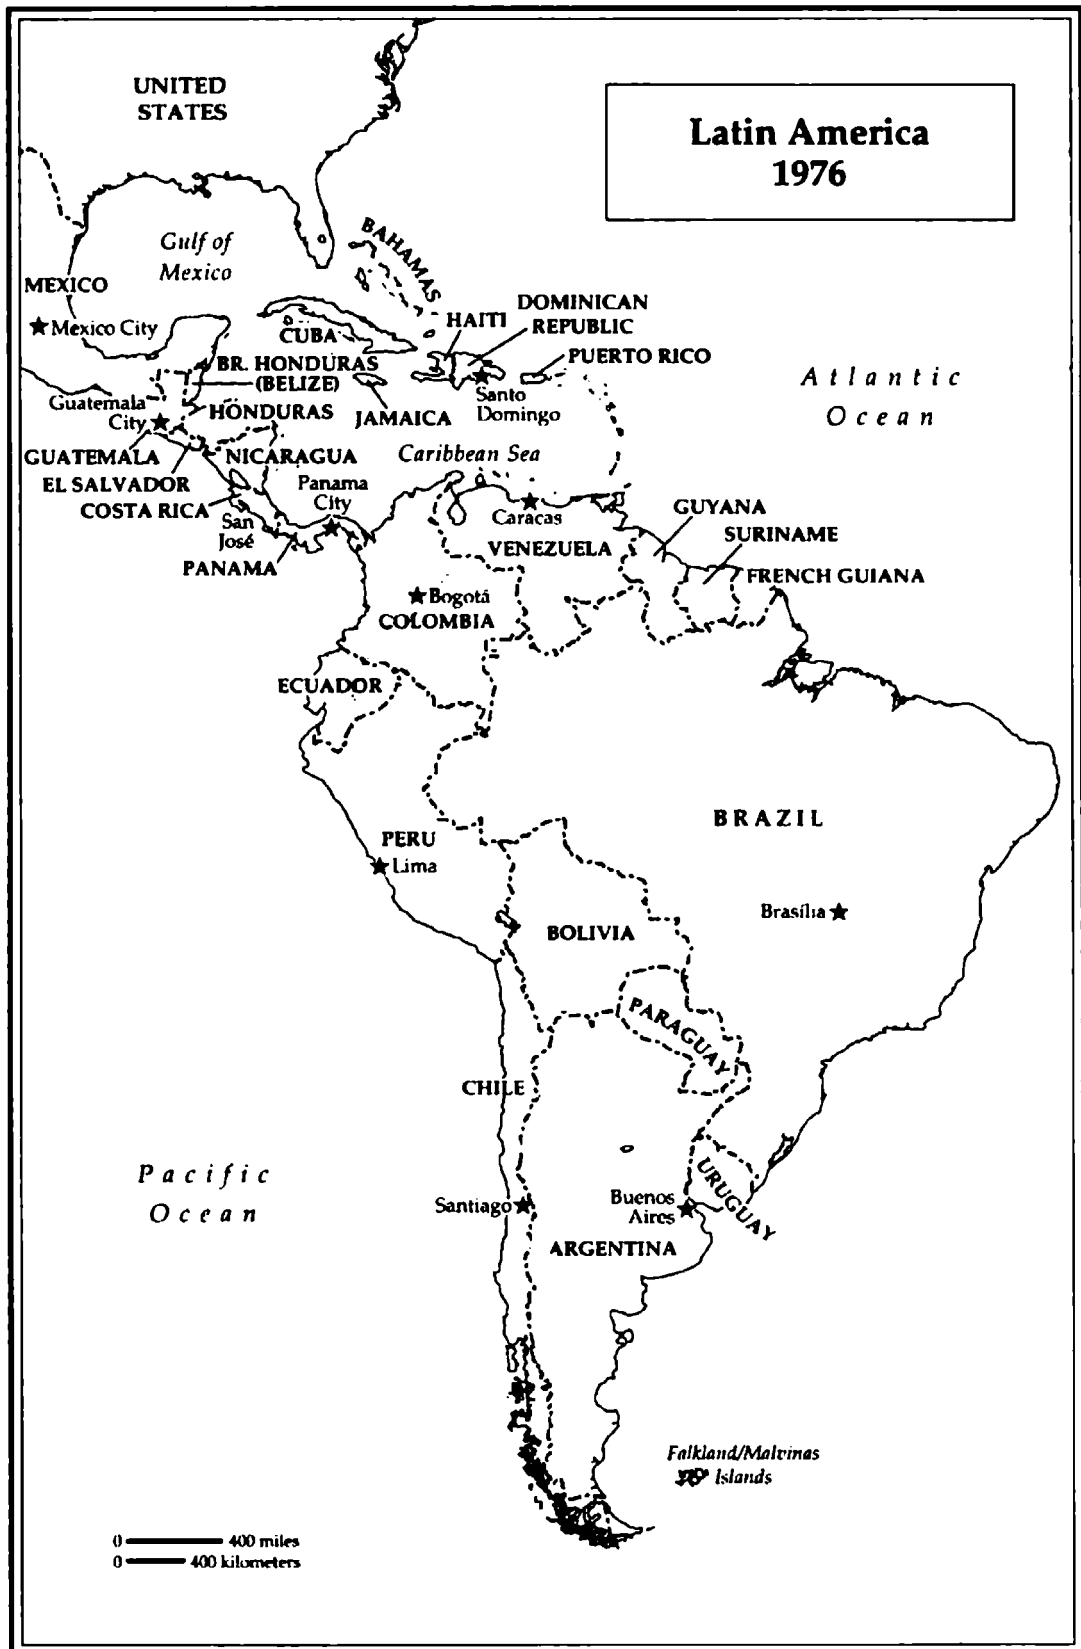 Latin America
1976
UNITED
STATES
Gulf of
Mexico
BAHAMAS
MEXICO
Mexico City
CUBA
HAITI
DOMINICAN
REPUBLIC
PUERTO RICO
BR. HONDURAS
(BELIZE)
Santo
Domingo
JAMAICA
Atlantic
Ocean
Guatemala
City
HONDURAS
GUATEMALA
NICARAGUA
Caribbean Sea
EL SALVADOR
Panama
City
COSTA RICA
San
José
PANAMA
Caracas
VENEZUELA
GUYANA
SURINAME
FRENCH GUIANA
Bogotá
COLOMBIA
ECUADOR
BRAZIL
PERU
Lima
Brasília
BOLIVIA
PARAGUAY
CHILE
Pacific
Ocean
Santiago
Buenos
Aires
URUGUAY
ARGENTINA
Falkland/Malvinas
Islands
0 400 miles
0 400 kilometers